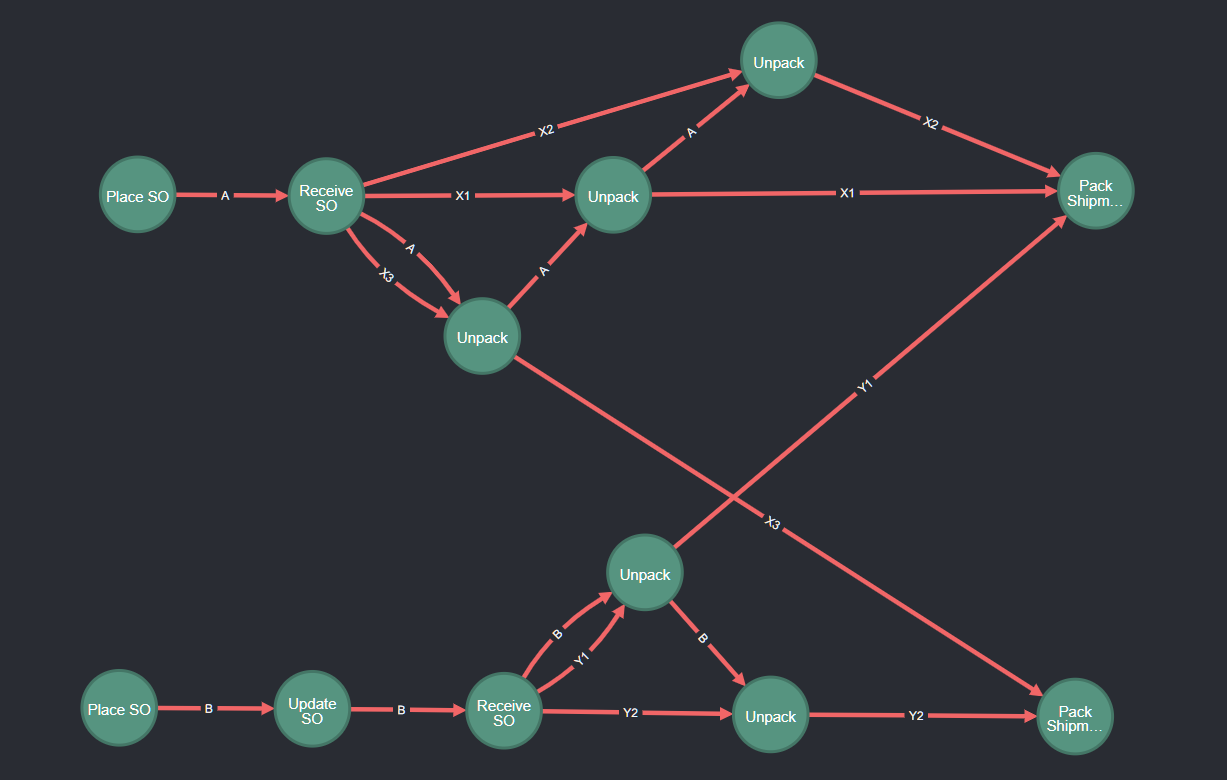 Unpack
X2
X2
A
Place SO
A
Receive
SO
X1
Unpack
X1
Pack
Shipm...
A
X3
A
Unpack
Y1
X3
Unpack
B
Y1
B
Place SO
B
Update
SO
B
Receive
SO
Y2
Unpack
Y2
Pack
Shipm...